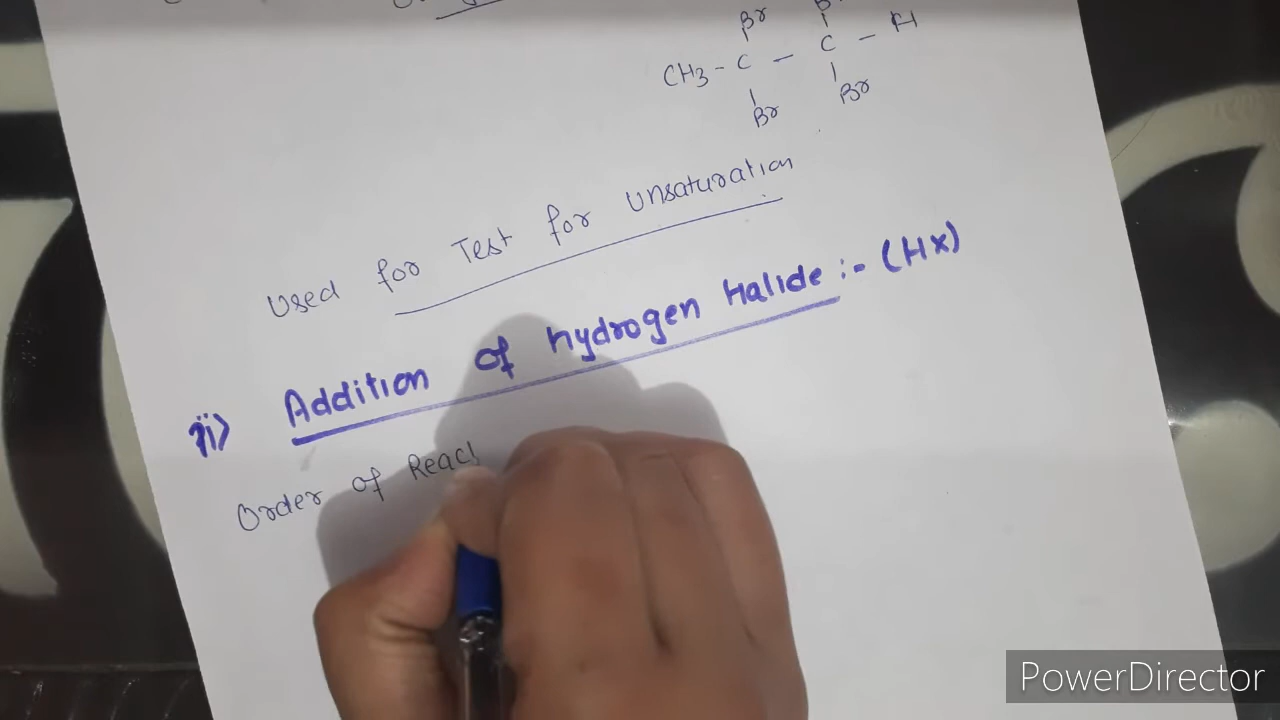 Br
CH3 - C - C - H
Br Br
Used for Test for Unsaturation
ii) Addition of hydrogen Halide :- (HX)
Order of Reac
PowerDirector